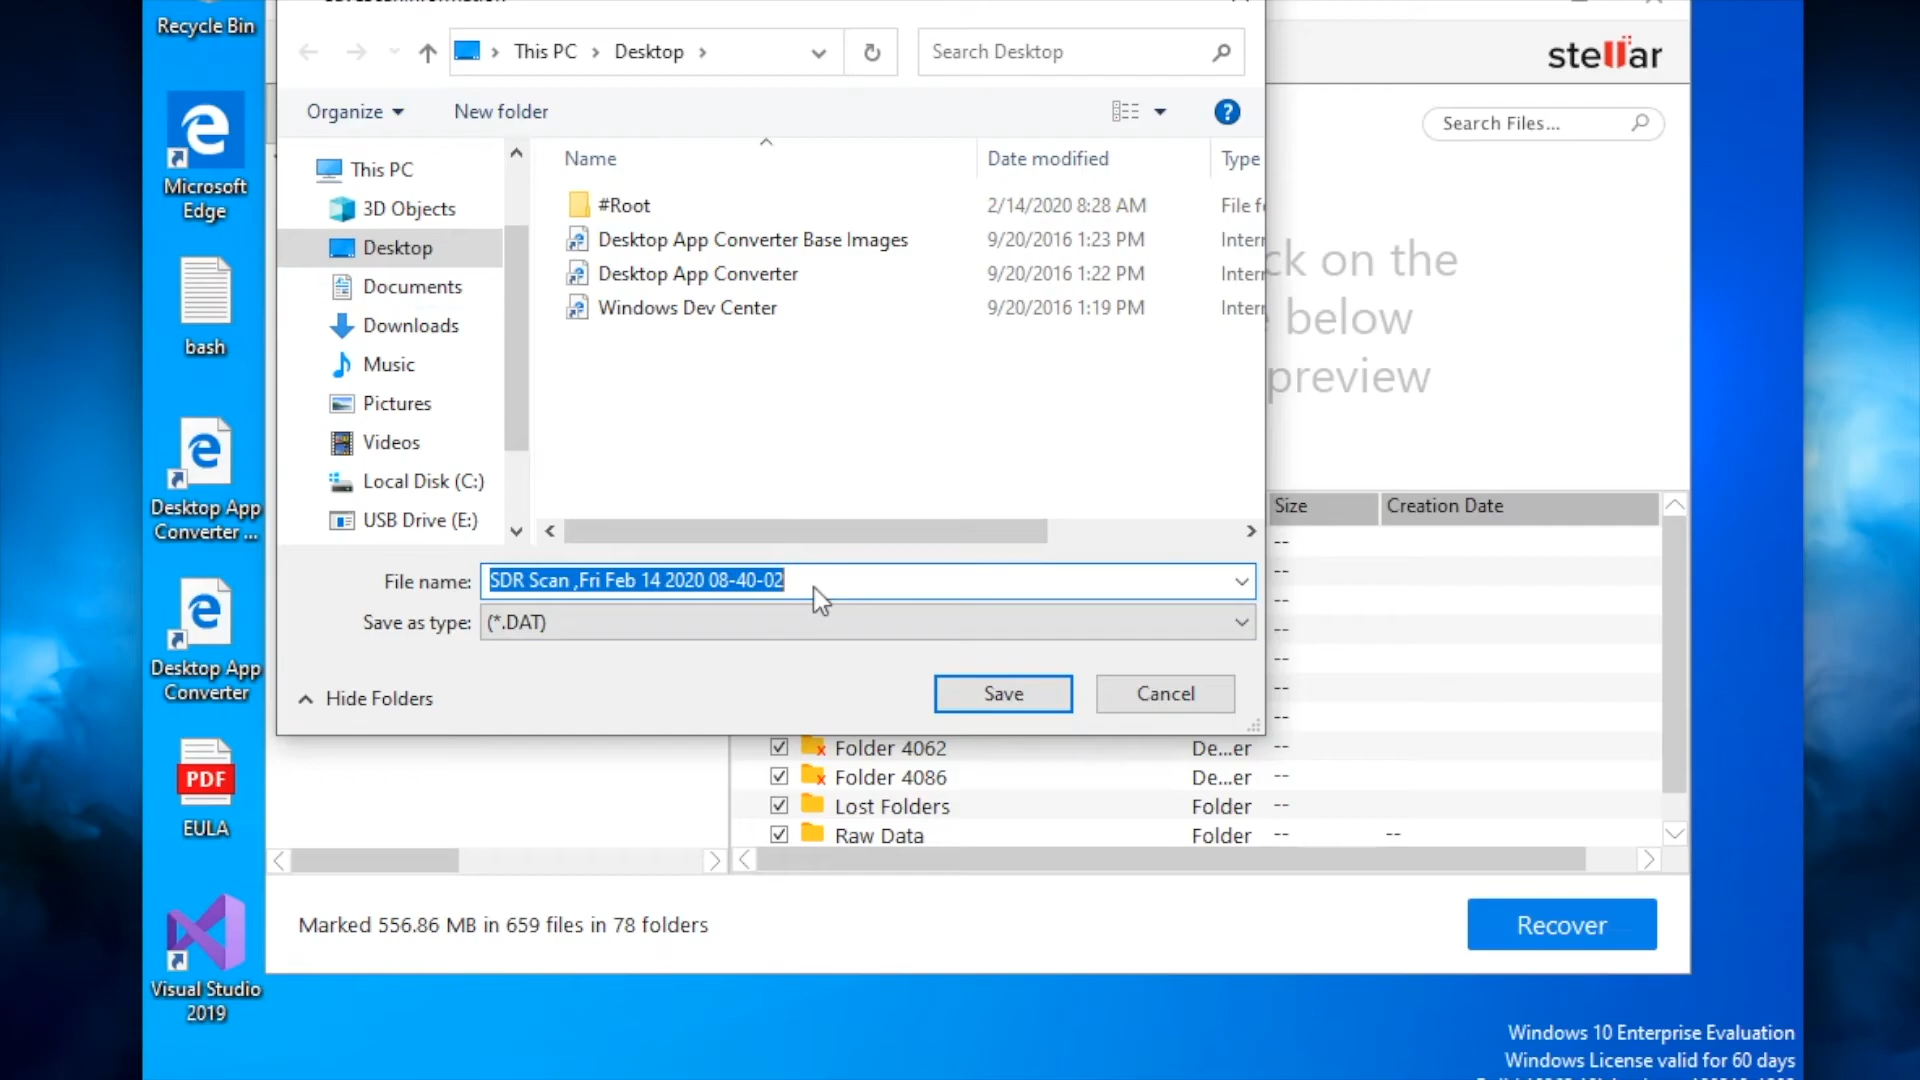 Recycle Bin
Microsoft
Edge
bash
Desktop App
Converter ...
Desktop App
Converter
PDF
EULA
Visual Studio
2019
This PC
Desktop
Search Desktop
Organize
New folder
?
This PC
3D Objects
Desktop
Documents
Downloads
Music
Pictures
Videos
Local Disk (C:)
USB Drive (E:)
Name
Date modified
Type
#Root
2/14/2020 8:28 AM
File f
Desktop App Converter Base Images
9/20/2016 1:23 PM
Inter
Desktop App Converter
9/20/2016 1:22 PM
Inter
Windows Dev Center
9/20/2016 1:19 PM
Inter
File name: SDR Scan ,Fri Feb 14 2020 08-40-02
Save as type: (*.DAT)
Hide Folders
Save
Cancel
stellar
Search Files...
ck on the
below
preview
Size
Creation Date
--
--
--
--
--
--
--
Folder 4062
De...er
--
Folder 4086
De...er
--
Lost Folders
Folder
--
Raw Data
Folder
--
--
Marked 556.86 MB in 659 files in 78 folders
Recover
Windows 10 Enterprise Evaluation
Windows License valid for 60 days